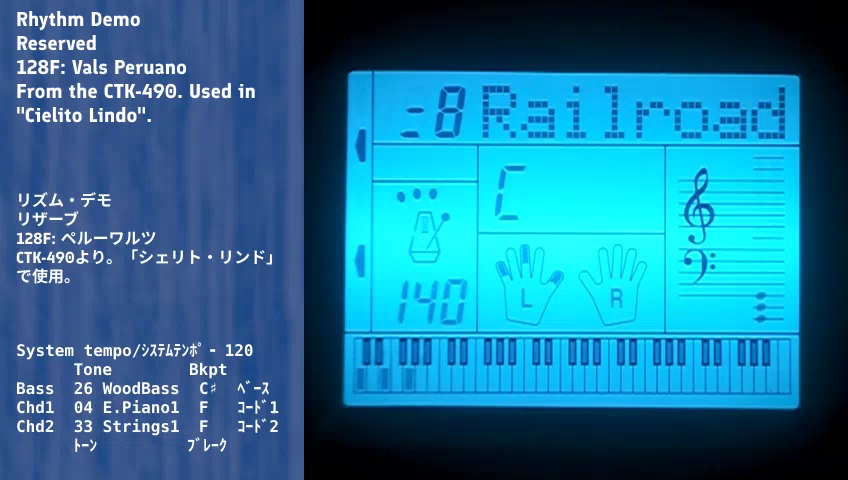 Rhythm Demo
Reserved
128F: Vals Peruano
From the CTK-490. Used in
"Cielito Lindo".
リズム・デモ
リザーブ
128F: ペルーワルツ
CTK-490より。「シェリト・リンド」
で使用。
System tempo/ｼｽﾃﾑﾃﾝﾎﾟ - 120
Tone Bkpt
Bass 26 WoodBass C♯ ﾍﾞｰｽ
Chd1 04 E.Piano1 F ｺｰﾄﾞ1
Chd2 33 Strings1 F ｺｰﾄﾞ2
ﾄｰﾝ ﾌﾞﾚｰｸ
=8 Railroad
C
140
L R